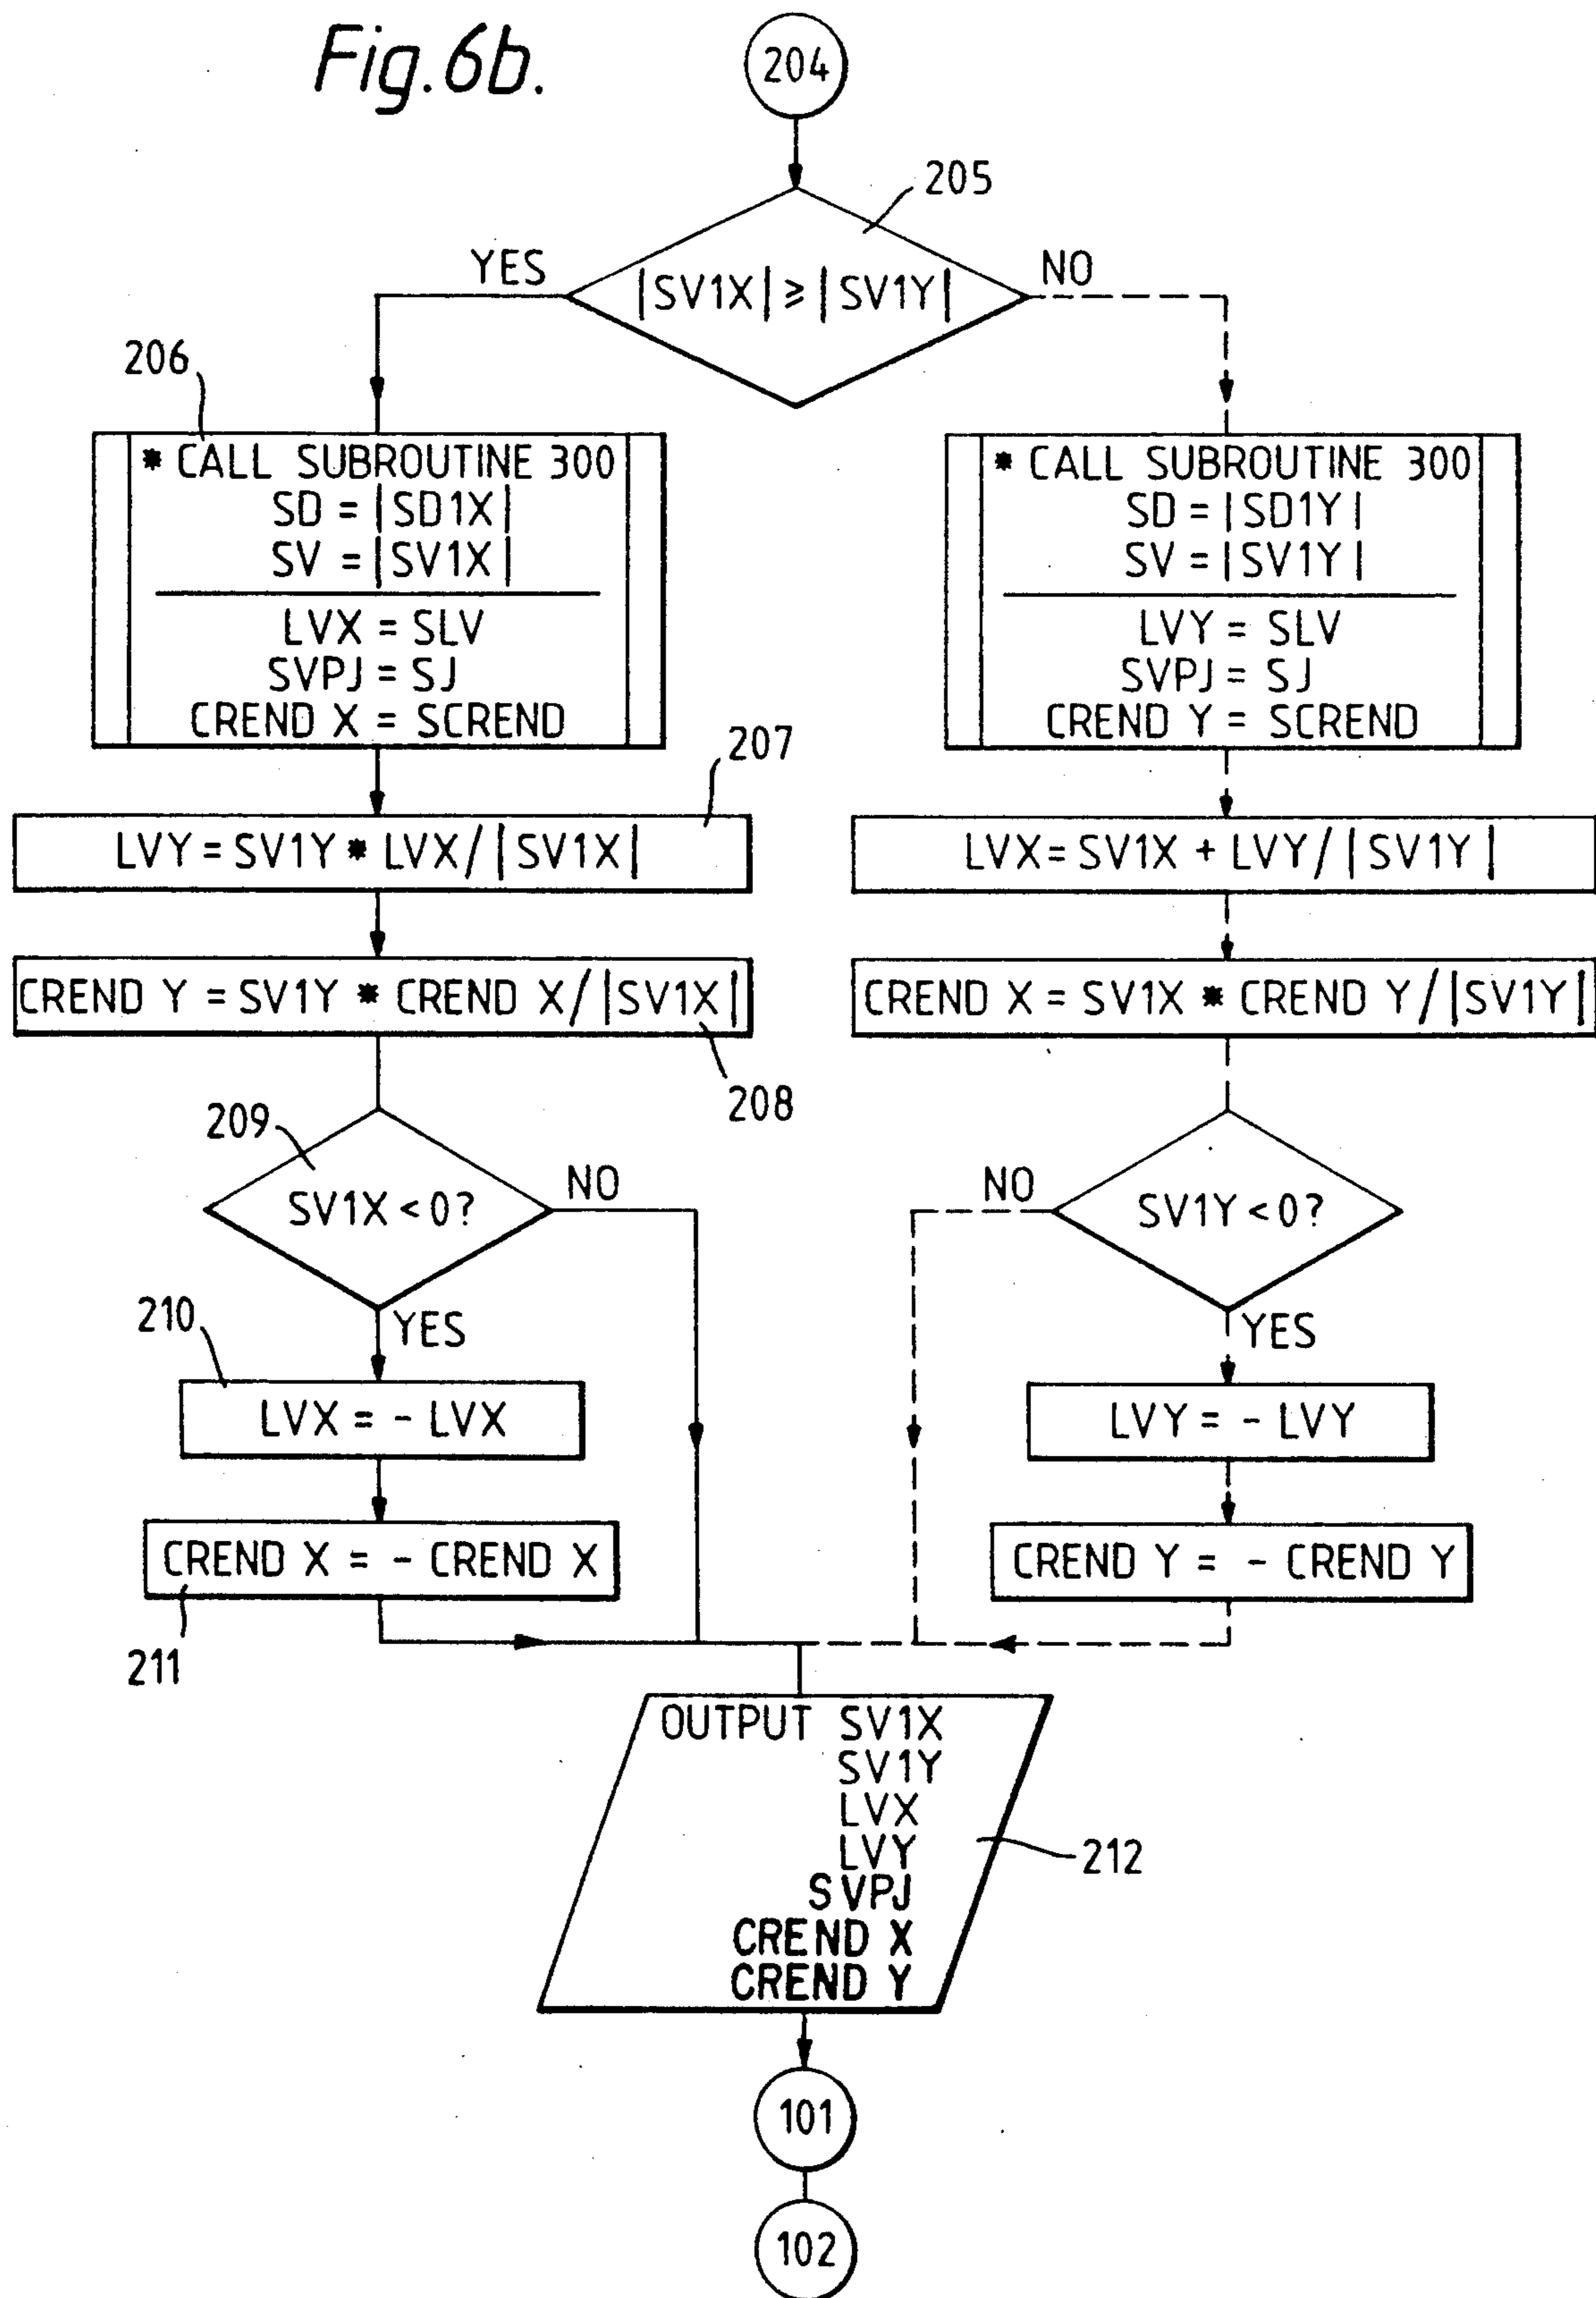 Fig. 6b.
204
205
YES
|SV1X| ≥ |SV1Y|
NO
206
* CALL SUBROUTINE 300
SD = |SD1X|
SV = |SV1X|
LVX = SLV
SVPJ = SJ
CREND X = SCREND
* CALL SUBROUTINE 300
SD = |SD1Y|
SV = |SV1Y|
LVY = SLV
SVPJ = SJ
CREND Y = SCREND
207
LVY = SV1Y * LVX/|SV1X|
LVX = SV1X + LVY/|SV1Y|
CREND Y = SV1Y * CREND X/|SV1X|
CREND X = SV1X * CREND Y/|SV1Y|
208
209
SV1X < 0?
NO
NO
SV1Y < 0?
210
YES
YES
LVX = - LVX
LVY = - LVY
CREND X = - CREND X
CREND Y = - CREND Y
211
OUTPUT SV1X
SV1Y
LVX
LVY
SVPJ
CREND X
CREND Y
212
101
102